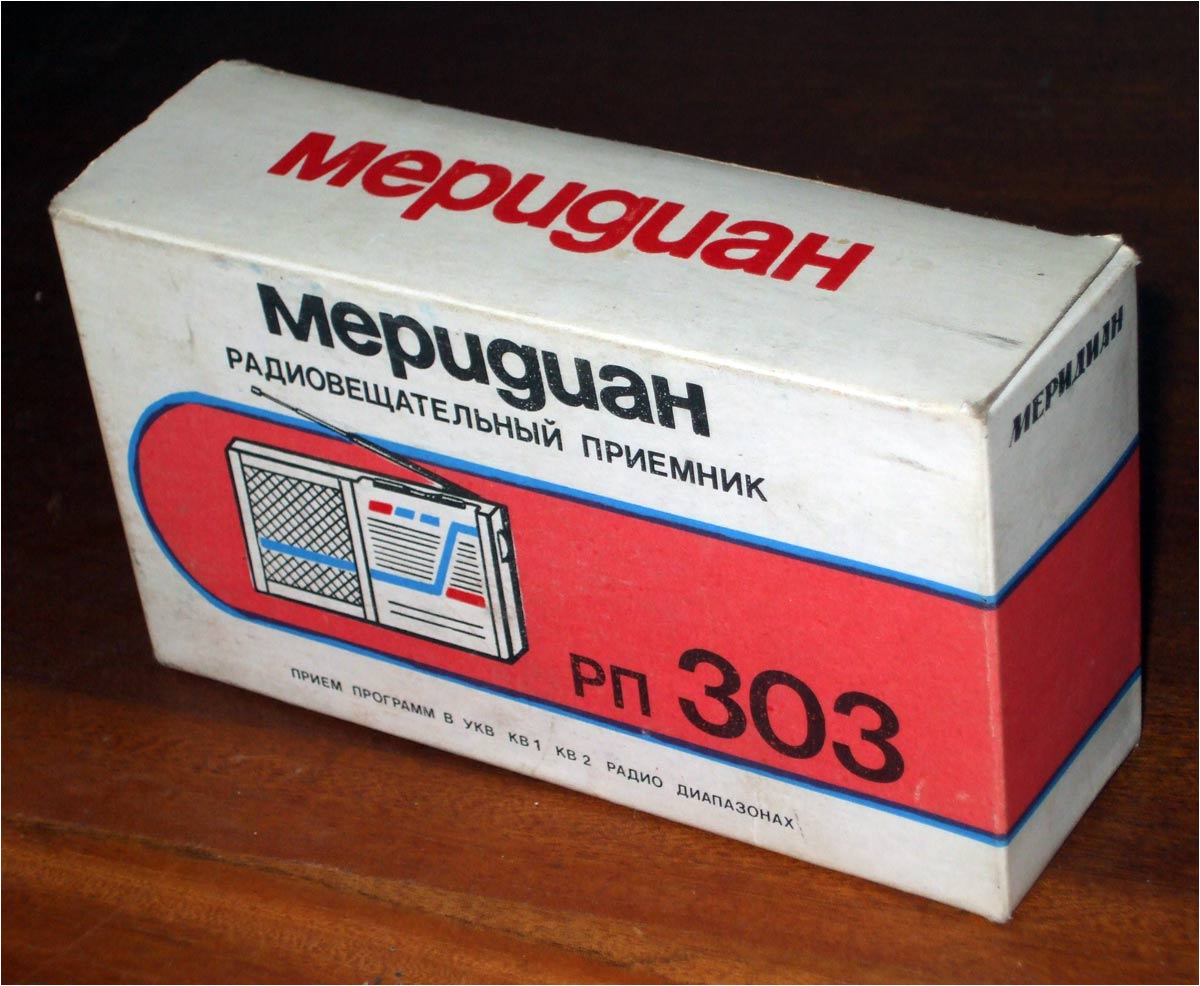 меридиан
меридиан
РАДИОВЕЩАТЕЛЬНЫЙ ПРИЕМНИК
РП 303
ПРИЕМ ПРОГРАММ В УКВ КВ1 КВ2 РАДИО ДИАПАЗОНАХ
МЕРИДИАН